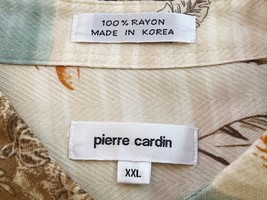 100% RAYON
MADE IN KOREA
pierre cardin
XXL